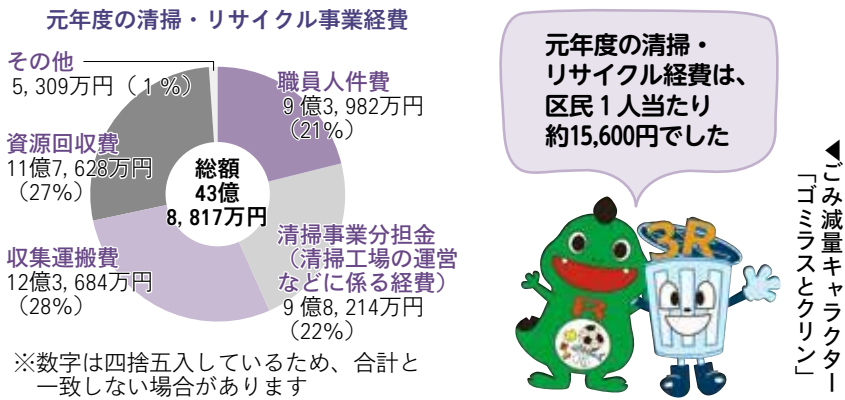 元年度の清掃・リサイクル事業経費
その他
5,309万円（１%）
職員人件費
９億3,982万円
（21%）
資源回収費
11億7,628万円
（27%）
総額
43億
8,817万円
収集運搬費
12億3,684万円
（28%）
清掃事業分担金
（清掃工場の運営
などに係る経費）
９億8,214万円
（22%）
※数字は四捨五入しているため、合計と
一致しない場合があります
元年度の清掃・
リサイクル経費は、
区民１人当たり
約15,600円でした
3R
R
◀ごみ減量キャラクター
「ゴミラスとクリン」